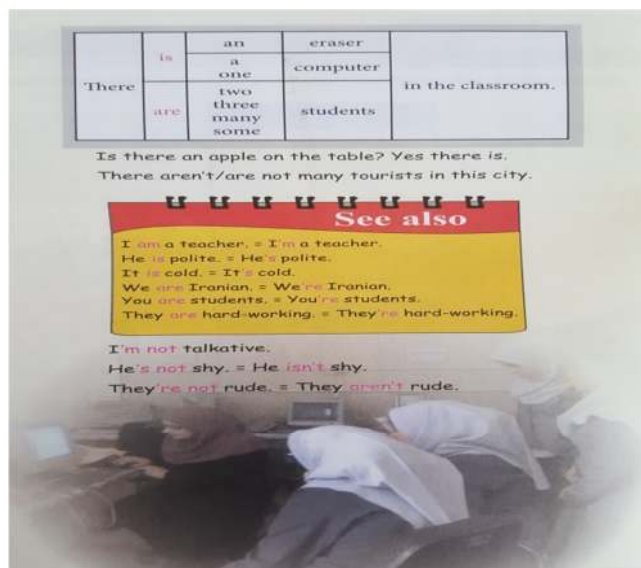 There is an eraser in the classroom.
a computer
one
are two students
three
many
some
Is there an apple on the table? Yes there is.
There aren't/are not many tourists in this city.
See also
I am a teacher. = I'm a teacher.
He is polite. = He's polite.
It is cold. = It's cold.
We are Iranian. = We're Iranian.
You are students. = You're students.
They are hard-working. = They're hard-working.
I'm not talkative.
He's not shy. = He isn't shy.
They're not rude. = They aren't rude.